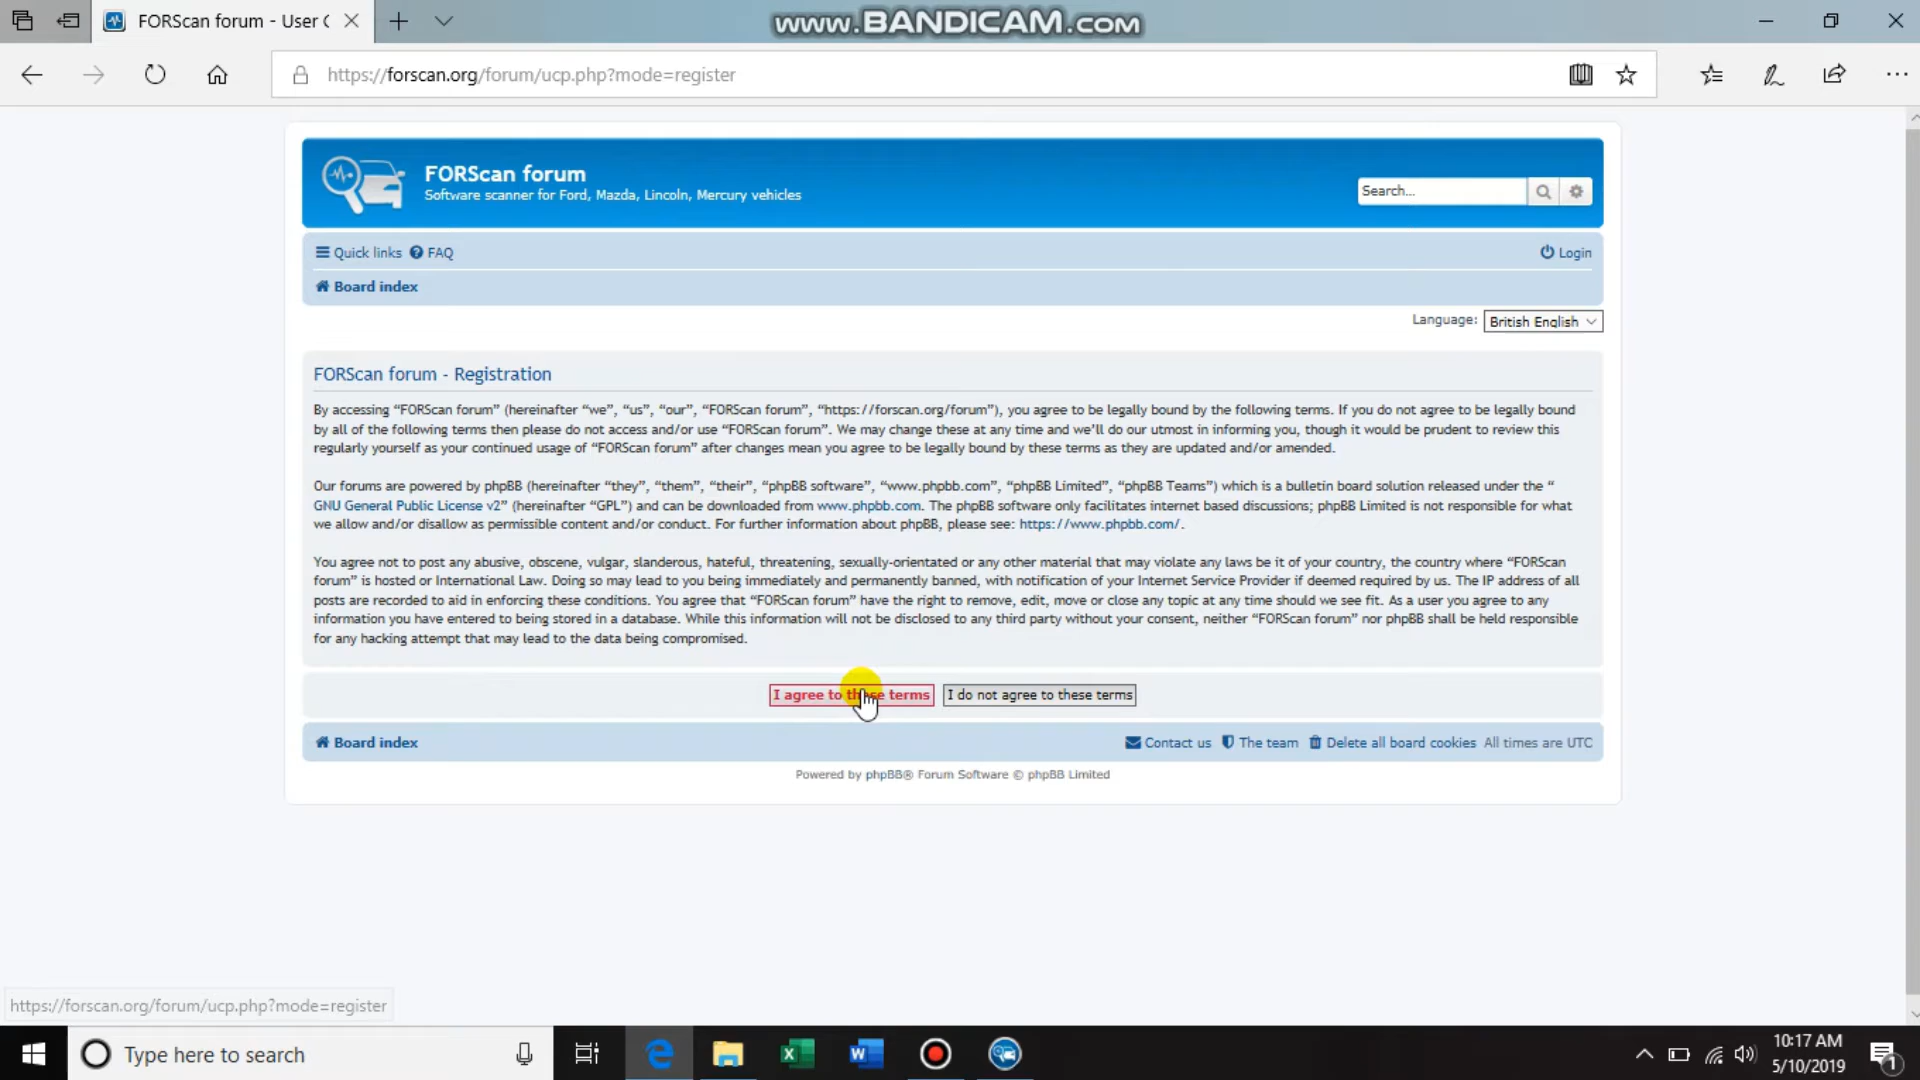 FORScan forum - User C
www.BANDICAM.com
https://forscan.org/forum/ucp.php?mode=register
FORScan forum
Software scanner for Ford, Mazda, Lincoln, Mercury vehicles
Search...
Quick links FAQ
Login
Board index
Language: British English
FORScan forum - Registration
By accessing “FORScan forum” (hereinafter “we”, “us”, “our”, “FORScan forum”, “https://forscan.org/forum”), you agree to be legally bound by the following terms. If you do not agree to be legally bound
by all of the following terms then please do not access and/or use “FORScan forum”. We may change these at any time and we’ll do our utmost in informing you, though it would be prudent to review this
regularly yourself as your continued usage of “FORScan forum” after changes mean you agree to be legally bound by these terms as they are updated and/or amended.
Our forums are powered by phpBB (hereinafter “they”, “them”, “their”, “phpBB software”, “www.phpbb.com”, “phpBB Limited”, “phpBB Teams”) which is a bulletin board solution released under the “
GNU General Public License v2” (hereinafter “GPL”) and can be downloaded from www.phpbb.com. The phpBB software only facilitates internet based discussions; phpBB Limited is not responsible for what
we allow and/or disallow as permissible content and/or conduct. For further information about phpBB, please see: https://www.phpbb.com/.
You agree not to post any abusive, obscene, vulgar, slanderous, hateful, threatening, sexually-orientated or any other material that may violate any laws be it of your country, the country where “FORScan
forum” is hosted or International Law. Doing so may lead to you being immediately and permanently banned, with notification of your Internet Service Provider if deemed required by us. The IP address of all
posts are recorded to aid in enforcing these conditions. You agree that “FORScan forum” have the right to remove, edit, move or close any topic at any time should we see fit. As a user you agree to any
information you have entered to being stored in a database. While this information will not be disclosed to any third party without your consent, neither “FORScan forum” nor phpBB shall be held responsible
for any hacking attempt that may lead to the data being compromised.
I agree to these terms I do not agree to these terms
Board index
Contact us The team Delete all board cookies All times are UTC
Powered by phpBB® Forum Software © phpBB Limited
https://forscan.org/forum/ucp.php?mode=register
Type here to search
10:17 AM
5/10/2019
1